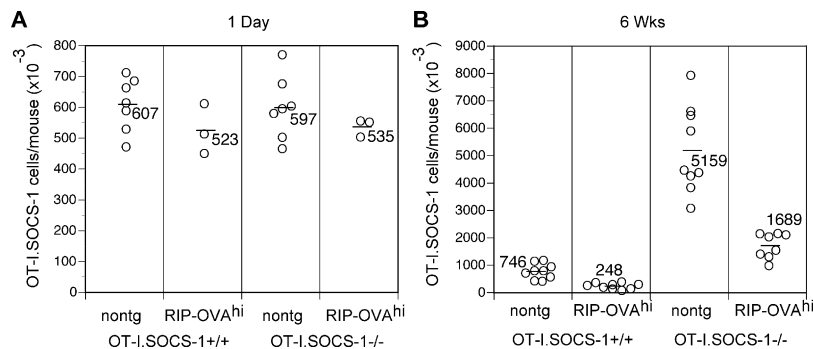 A
1 Day
OT-I.SOCS-1 cells/mouse (x10⁻³)
800
700
600
500
400
300
200
100
0
607
523
597
535
nontg
RIP-OVAʰⁱ
nontg
RIP-OVAʰⁱ
OT-I.SOCS-1+/+
OT-I.SOCS-1-/-
B
6 Wks
OT-I.SOCS-1 cells/mouse (x10⁻³)
9000
8000
7000
6000
5000
4000
3000
2000
1000
0
746
248
5159
1689
nontg
RIP-OVAʰⁱ
nontg
RIP-OVAʰⁱ
OT-I.SOCS-1+/+
OT-I.SOCS-1-/-